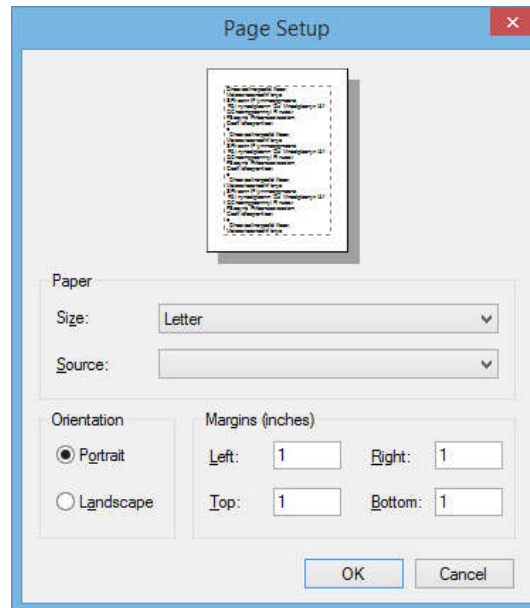 Page Setup
Paper
Size: Letter
Source:
Orientation
Portrait
Landscape
Margins (inches)
Left: 1 Right: 1
Top: 1 Bottom: 1
OK Cancel